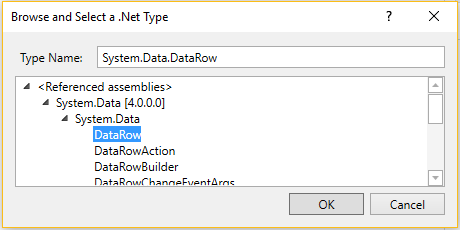 Browse and Select a .Net Type
Type Name: System.Data.DataRow
<Referenced assemblies>
System.Data [4.0.0.0]
System.Data
DataRow
DataRowAction
DataRowBuilder
DataRowChangeEventArgs
OK Cancel